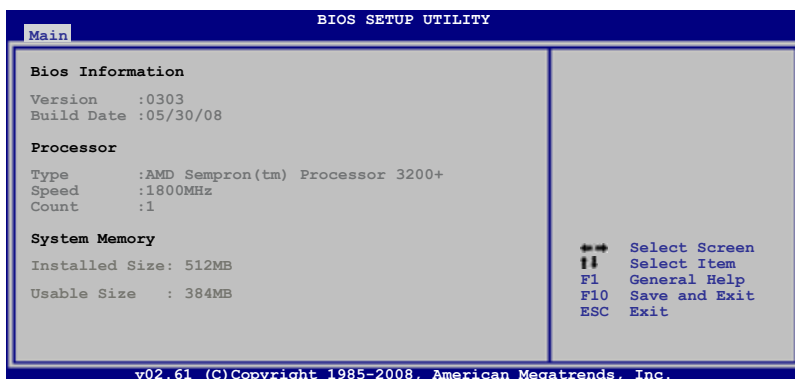 BIOS SETUP UTILITY
Main
Bios Information
Version :0303
Build Date :05/30/08
Processor
Type :AMD Sempron(tm) Processor 3200+
Speed :1800MHz
Count :1
System Memory
Installed Size: 512MB
Usable Size : 384MB
←→ Select Screen
↑↓ Select Item
F1 General Help
F10 Save and Exit
ESC Exit
v02.61 (C)Copyright 1985-2008, American Megatrends, Inc.